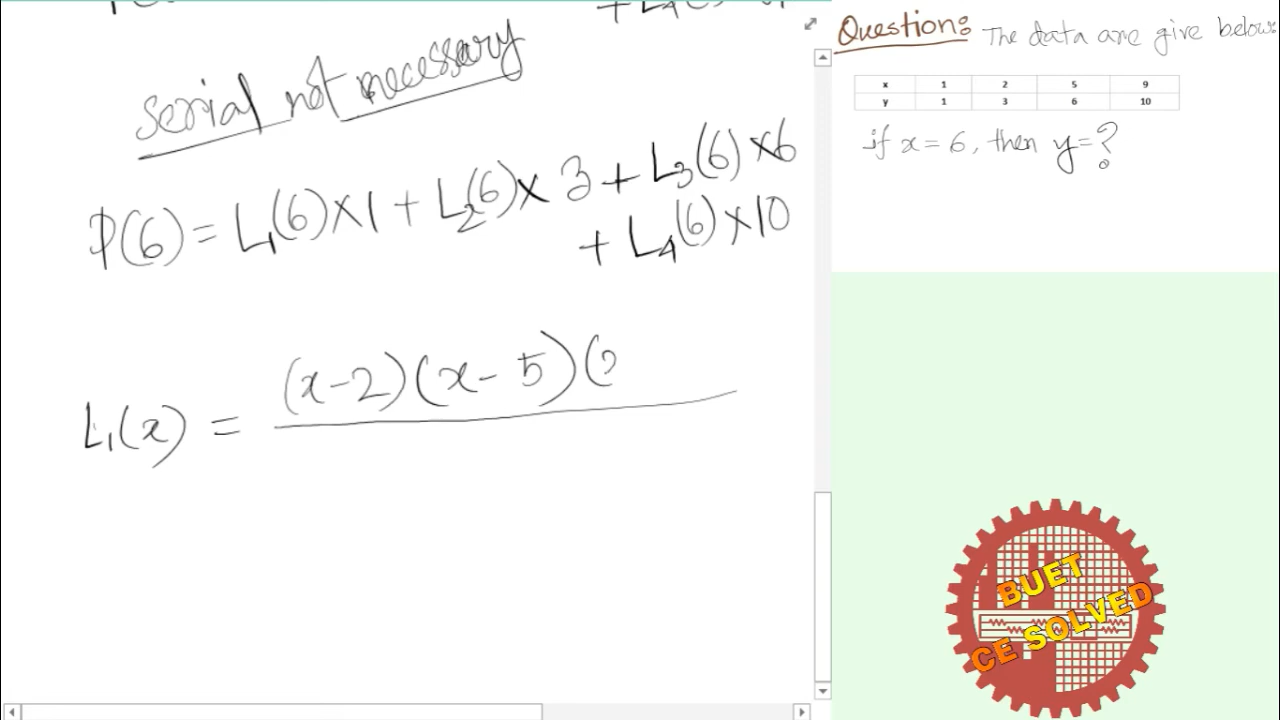 serial not necessary
P(6) = L1(6)×1 + L2(6)×3 + L3(6)×6
+ L4(6)×10
L1(x) = (x-2)(x-5)(
Question: The data are give below:
x 1 2 5 9
y 1 3 6 10
if x=6, then y=?
BUET
CE SOLVED